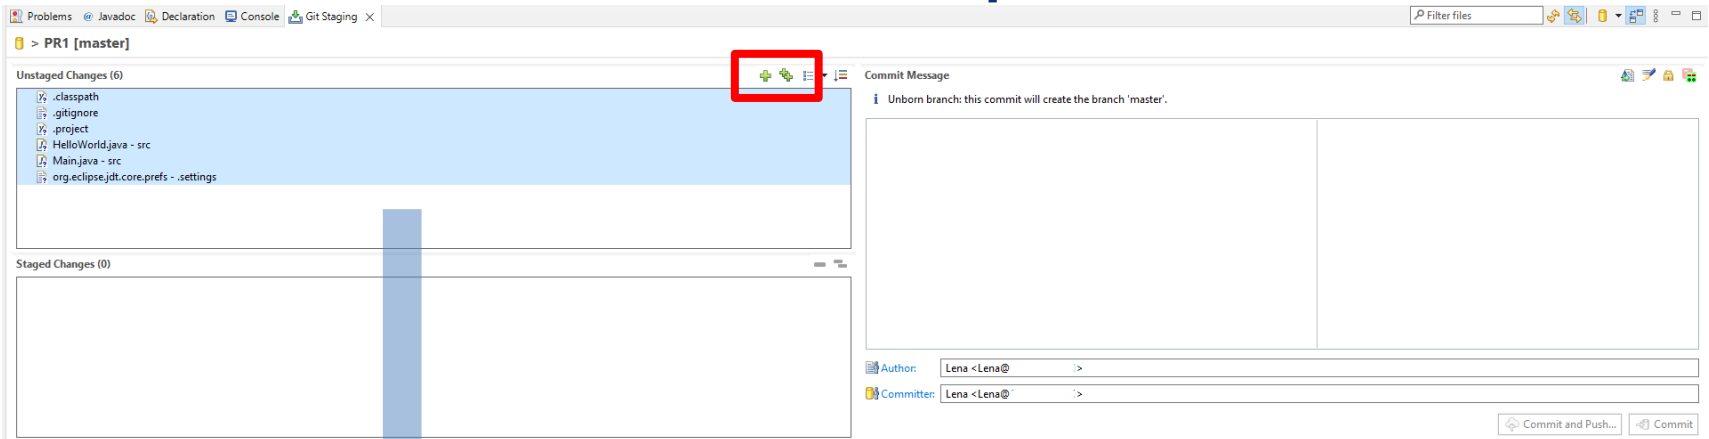 Problems @ Javadoc Declaration Console Git Staging
Filter files
> PR1 [master]
Unstaged Changes (6)
.classpath
.gitignore
.project
HelloWorld.java - src
Main.java - src
org.eclipse.jdt.core.prefs - .settings
Staged Changes (0)
Commit Message
Unborn branch: this commit will create the branch 'master'.
Author: Lena <Lena@ >
Committer: Lena <Lena@ >
Commit and Push... Commit